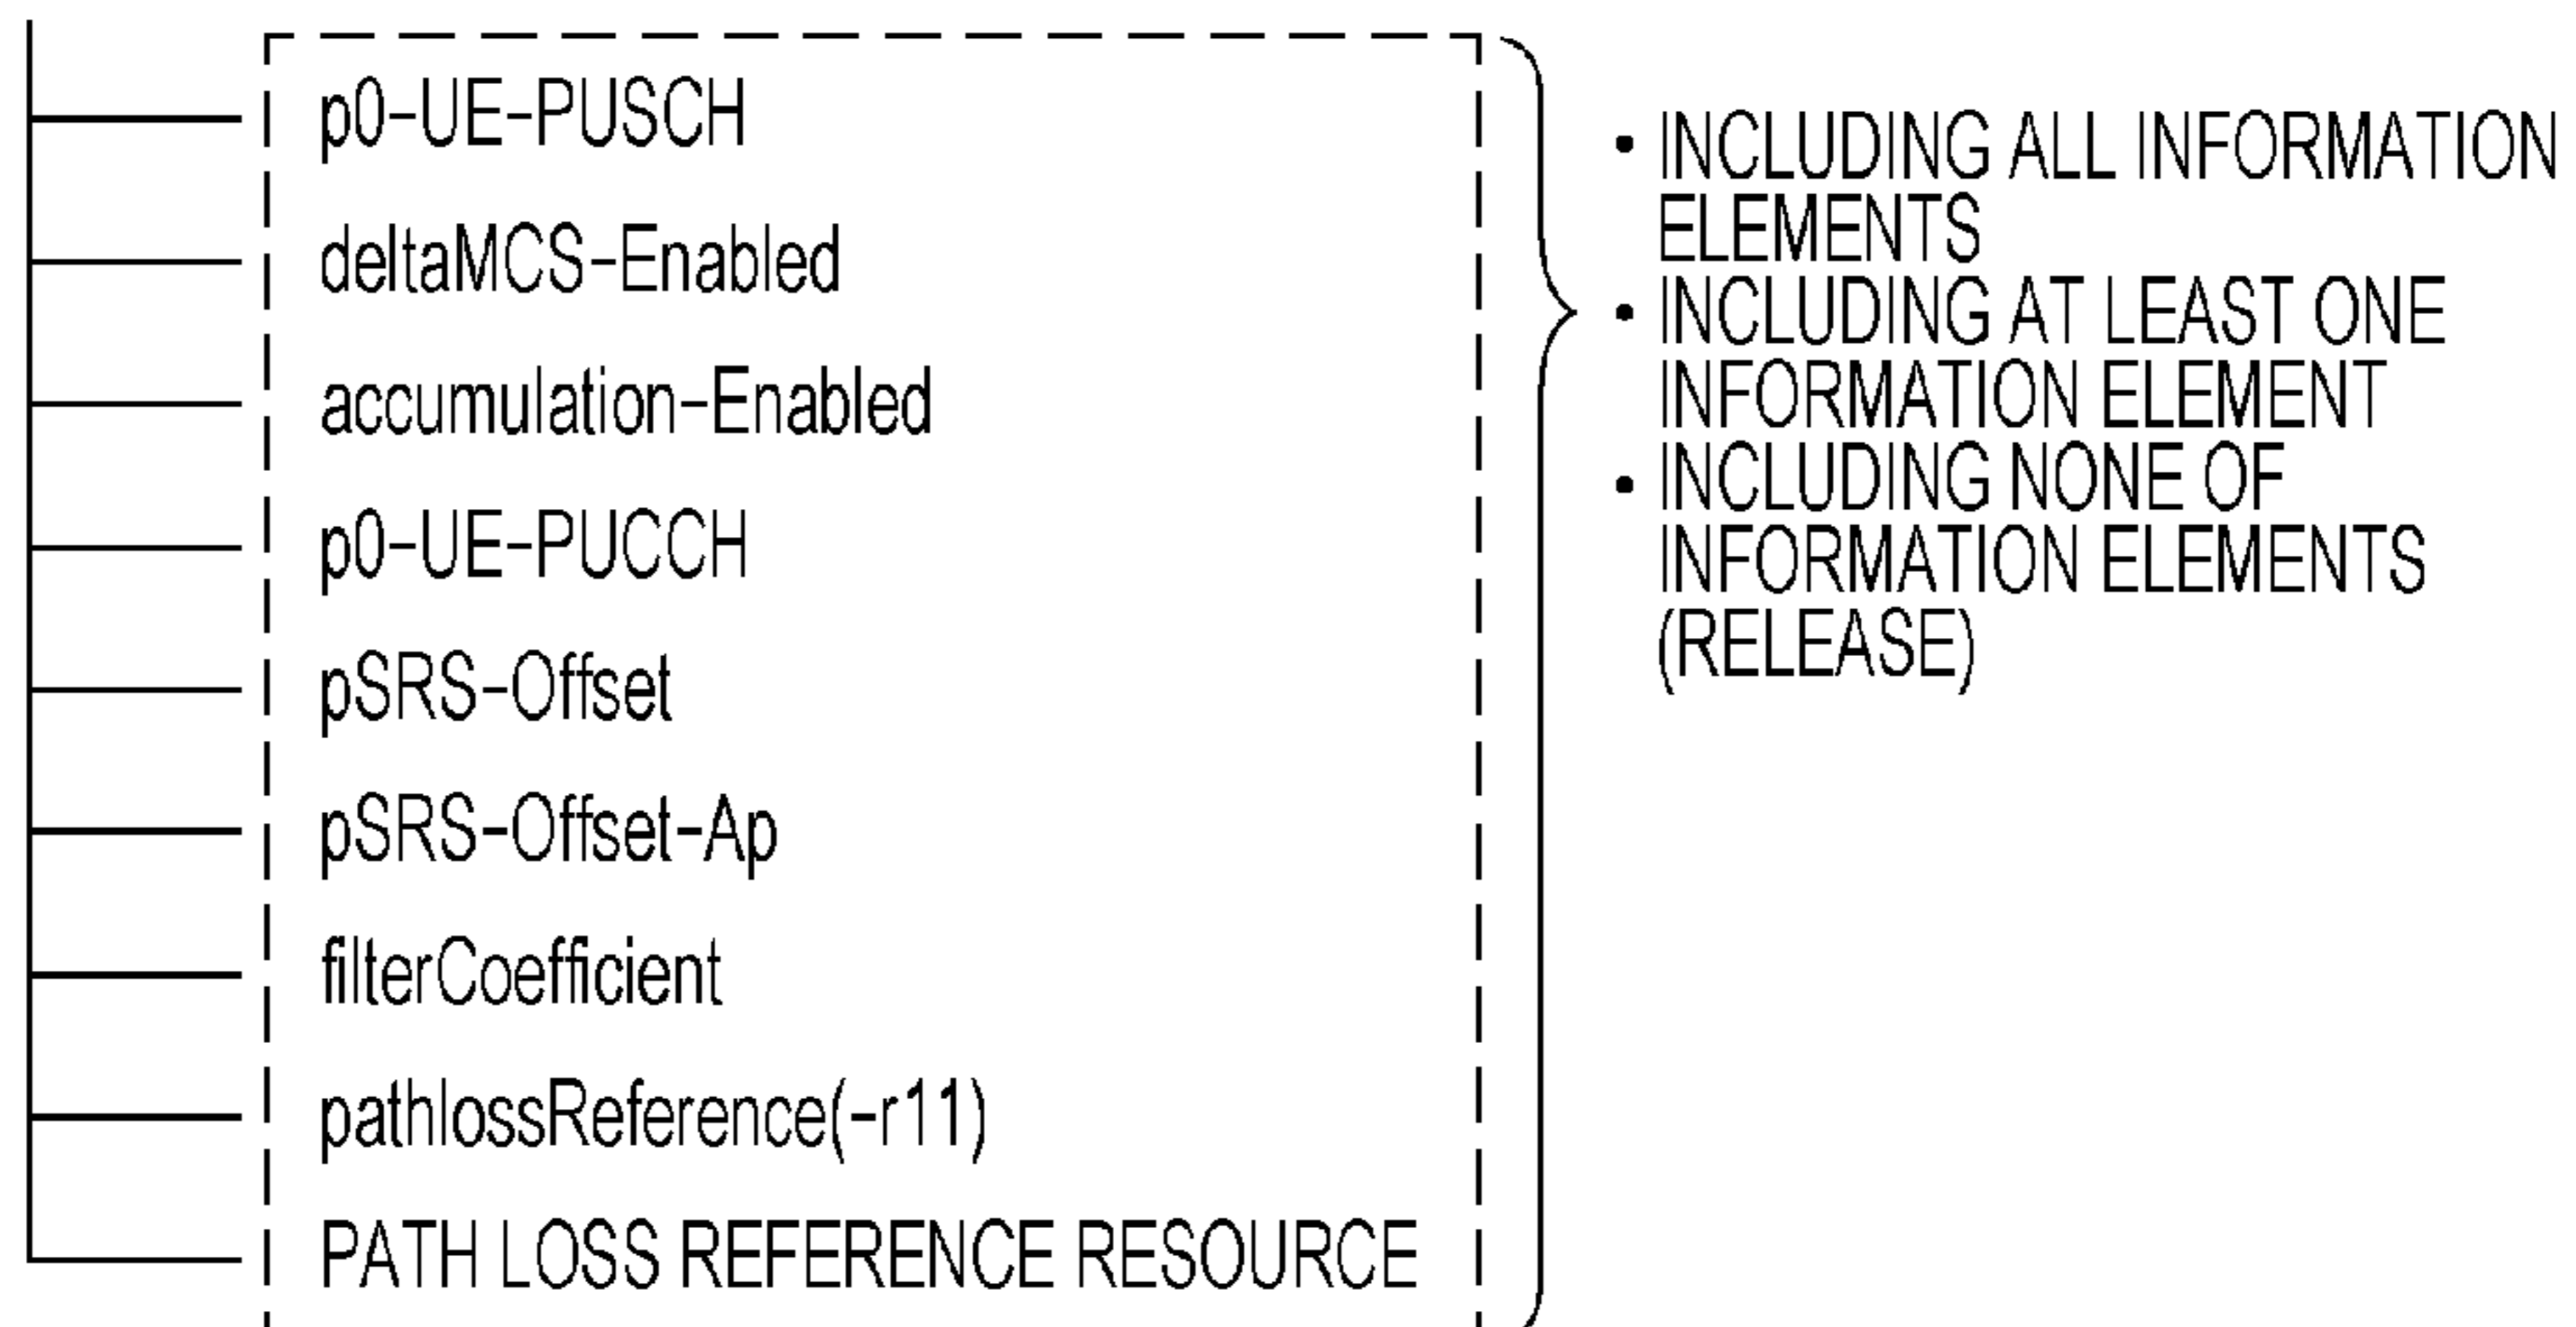 p0-UE-PUSCH
deltaMCS-Enabled
accumulation-Enabled
p0-UE-PUCCH
pSRS-Offset
pSRS-Offset-Ap
filterCoefficient
pathlossReference(-r11)
PATH LOSS REFERENCE RESOURCE
• INCLUDING ALL INFORMATION
ELEMENTS
• INCLUDING AT LEAST ONE
INFORMATION ELEMENT
• INCLUDING NONE OF
INFORMATION ELEMENTS
(RELEASE)